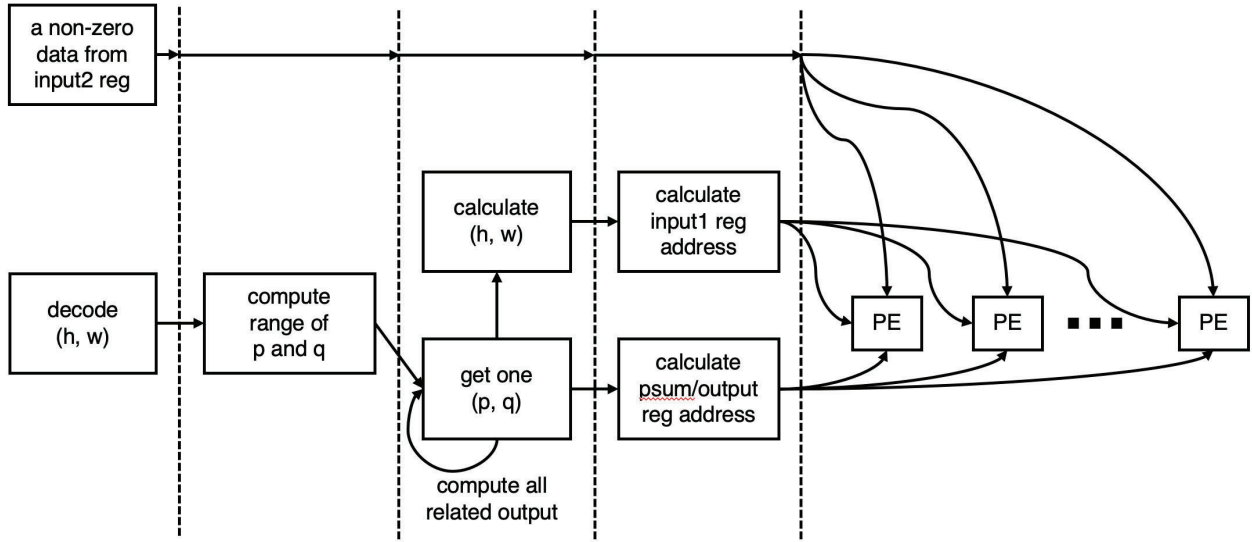 a non-zero
data from
input2 reg
decode
(h, w)
compute
range of
p and q
calculate
(h, w)
get one
(p, q)
compute all
related output
calculate
input1 reg
address
calculate
psum/output
reg address
PE
PE
PE